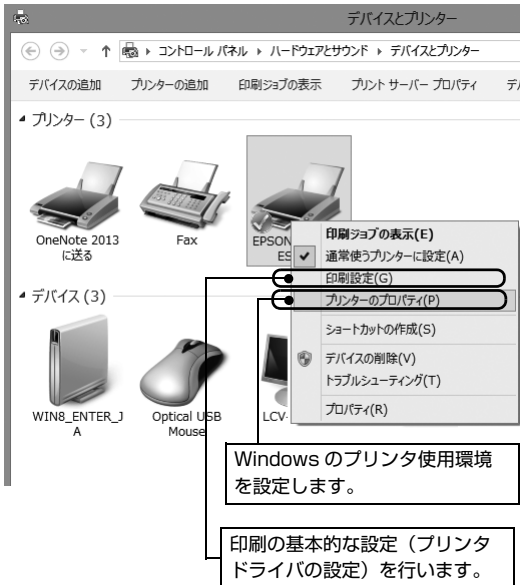 デバイスとプリンター
コントロール パネル ▸ ハードウェアとサウンド ▸ デバイスとプリンター
デバイスの追加 プリンターの追加 印刷ジョブの表示 プリント サーバー プロパティ デ
プリンター (3)
OneNote 2013
に送る
Fax
EPSON
ES
印刷ジョブの表示(E)
通常使うプリンターに設定(A)
印刷設定(G)
プリンターのプロパティ(P)
ショートカットの作成(S)
デバイスの削除(V)
トラブルシューティング(T)
プロパティ(R)
デバイス (3)
WIN8_ENTER_J
A
Optical USB
Mouse
LCV-
Windows のプリンタ使用環境
を設定します。
印刷の基本的な設定（プリンタ
ドライバの設定）を行います。